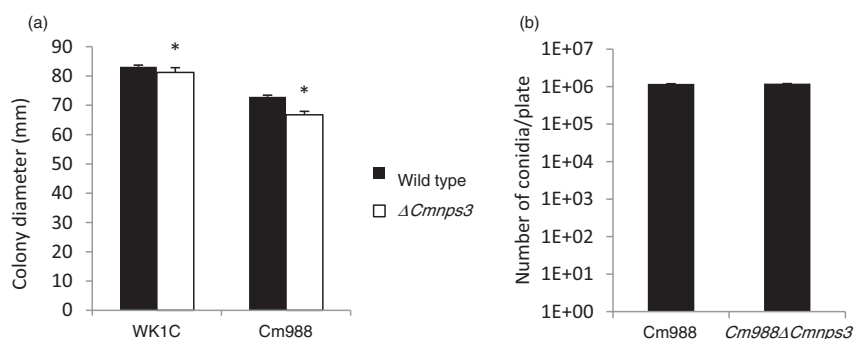 (a)
Colony diameter (mm)
90
80
70
60
50
40
30
20
10
0
*
*
WK1C
Cm988
Wild type
ΔCmnps3
(b)
Number of conidia/plate
1E+07
1E+06
1E+05
1E+04
1E+03
1E+02
1E+01
1E+00
Cm988
Cm988ΔCmnps3